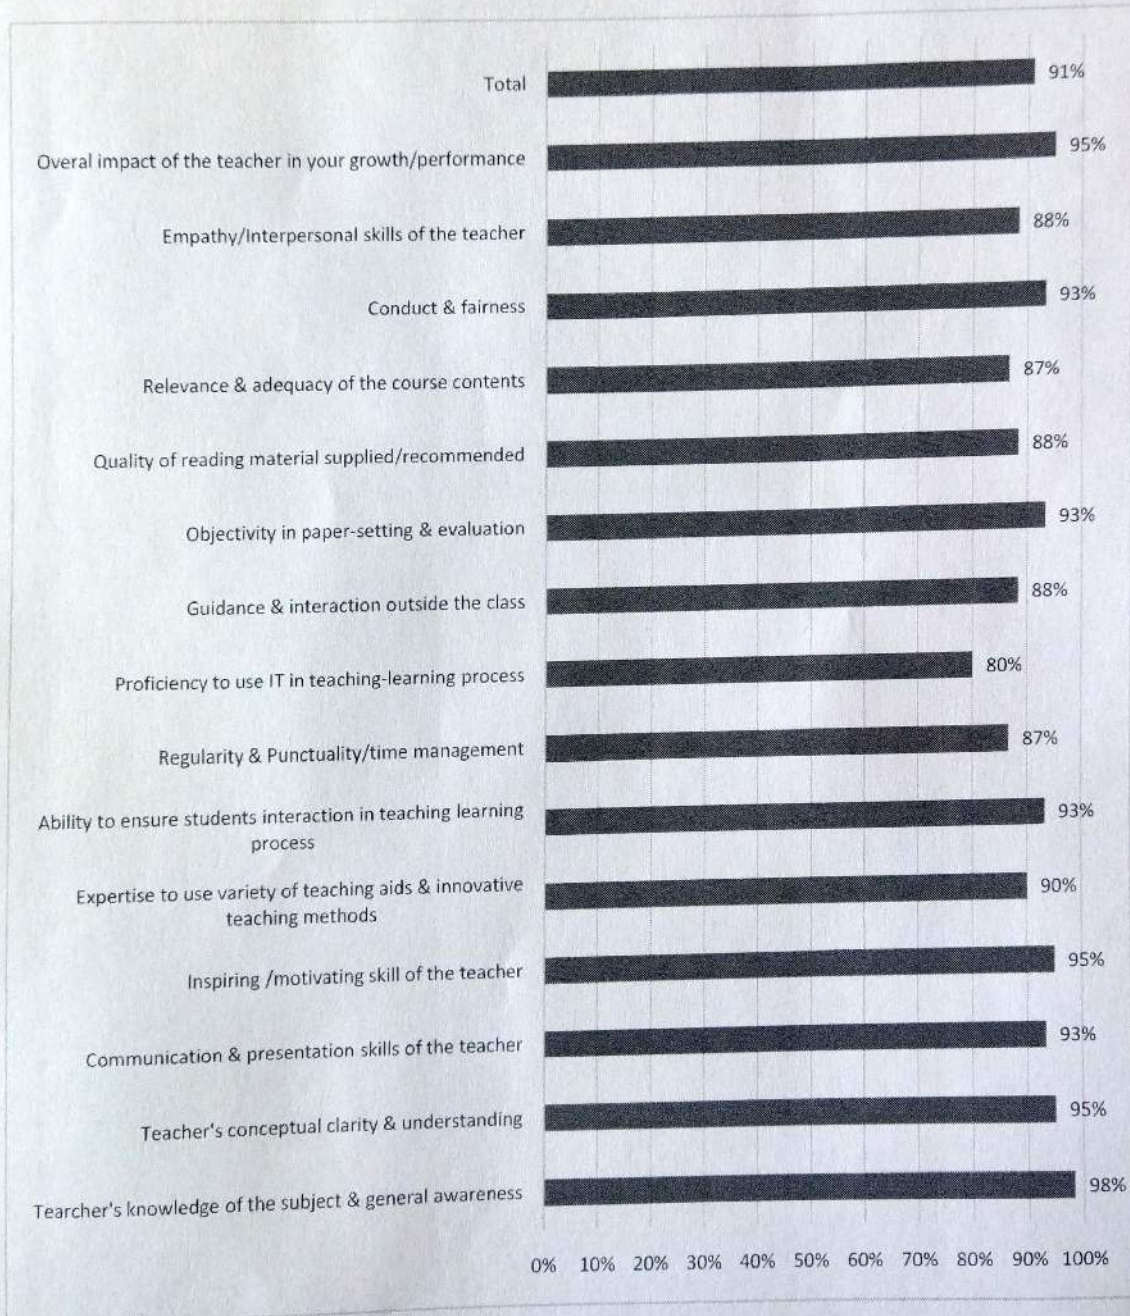 Total 91%
Overal impact of the teacher in your growth/performance 95%
Empathy/Interpersonal skills of the teacher 88%
Conduct & fairness 93%
Relevance & adequacy of the course contents 87%
Quality of reading material supplied/recommended 88%
Objectivity in paper-setting & evaluation 93%
Guidance & interaction outside the class 88%
Proficiency to use IT in teaching-learning process 80%
Regularity & Punctuality/time management 87%
Ability to ensure students interaction in teaching learning 93%
process
Expertise to use variety of teaching aids & innovative 90%
teaching methods
Inspiring /motivating skill of the teacher 95%
Communication & presentation skills of the teacher 93%
Teacher's conceptual clarity & understanding 95%
Tearcher's knowledge of the subject & general awareness 98%
0% 10% 20% 30% 40% 50% 60% 70% 80% 90% 100%